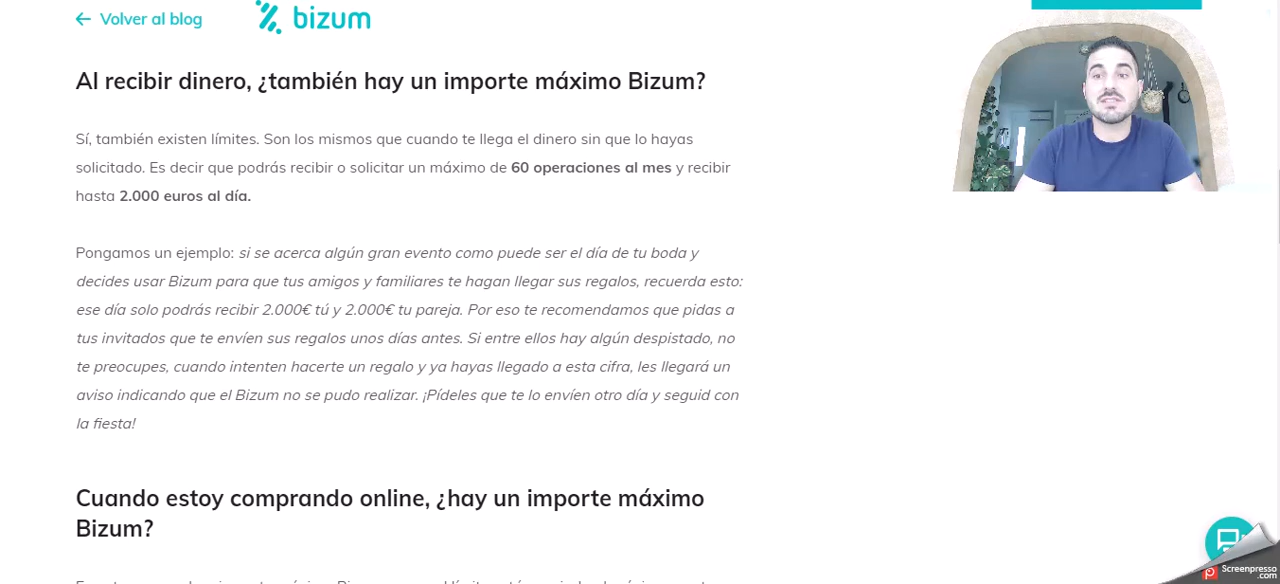 Volver al blog
bizum
Al recibir dinero, ¿también hay un importe máximo Bizum?
Sí, también existen límites. Son los mismos que cuando te llega el dinero sin que lo hayas
solicitado. Es decir que podrás recibir o solicitar un máximo de 60 operaciones al mes y recibir
hasta 2.000 euros al día.
Pongamos un ejemplo: si se acerca algún gran evento como puede ser el día de tu boda y
decides usar Bizum para que tus amigos y familiares te hagan llegar sus regalos, recuerda esto:
ese día solo podrás recibir 2.000€ tú y 2.000€ tu pareja. Por eso te recomendamos que pidas a
tus invitados que te envíen sus regalos unos días antes. Si entre ellos hay algún despistado, no
te preocupes, cuando intenten hacerte un regalo y ya hayas llegado a esta cifra, les llegará un
aviso indicando que el Bizum no se pudo realizar. ¡Pídeles que te lo envíen otro día y seguid con
la fiesta!
Cuando estoy comprando online, ¿hay un importe máximo
Bizum?
Screenpresso
.com